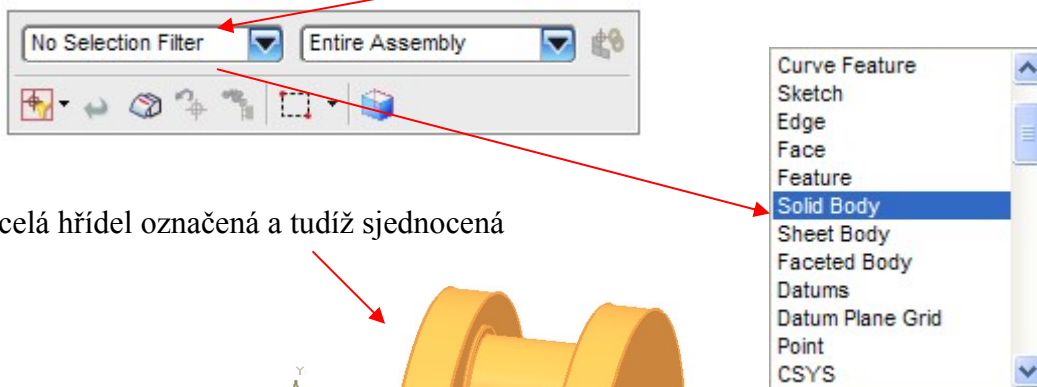 No Selection Filter
Entire Assembly
Curve Feature
Sketch
Edge
Face
Feature
Solid Body
Sheet Body
Faceted Body
Datums
Datum Plane Grid
Point
CSYS
celá hřídel označená a tudíž sjednocená
Y